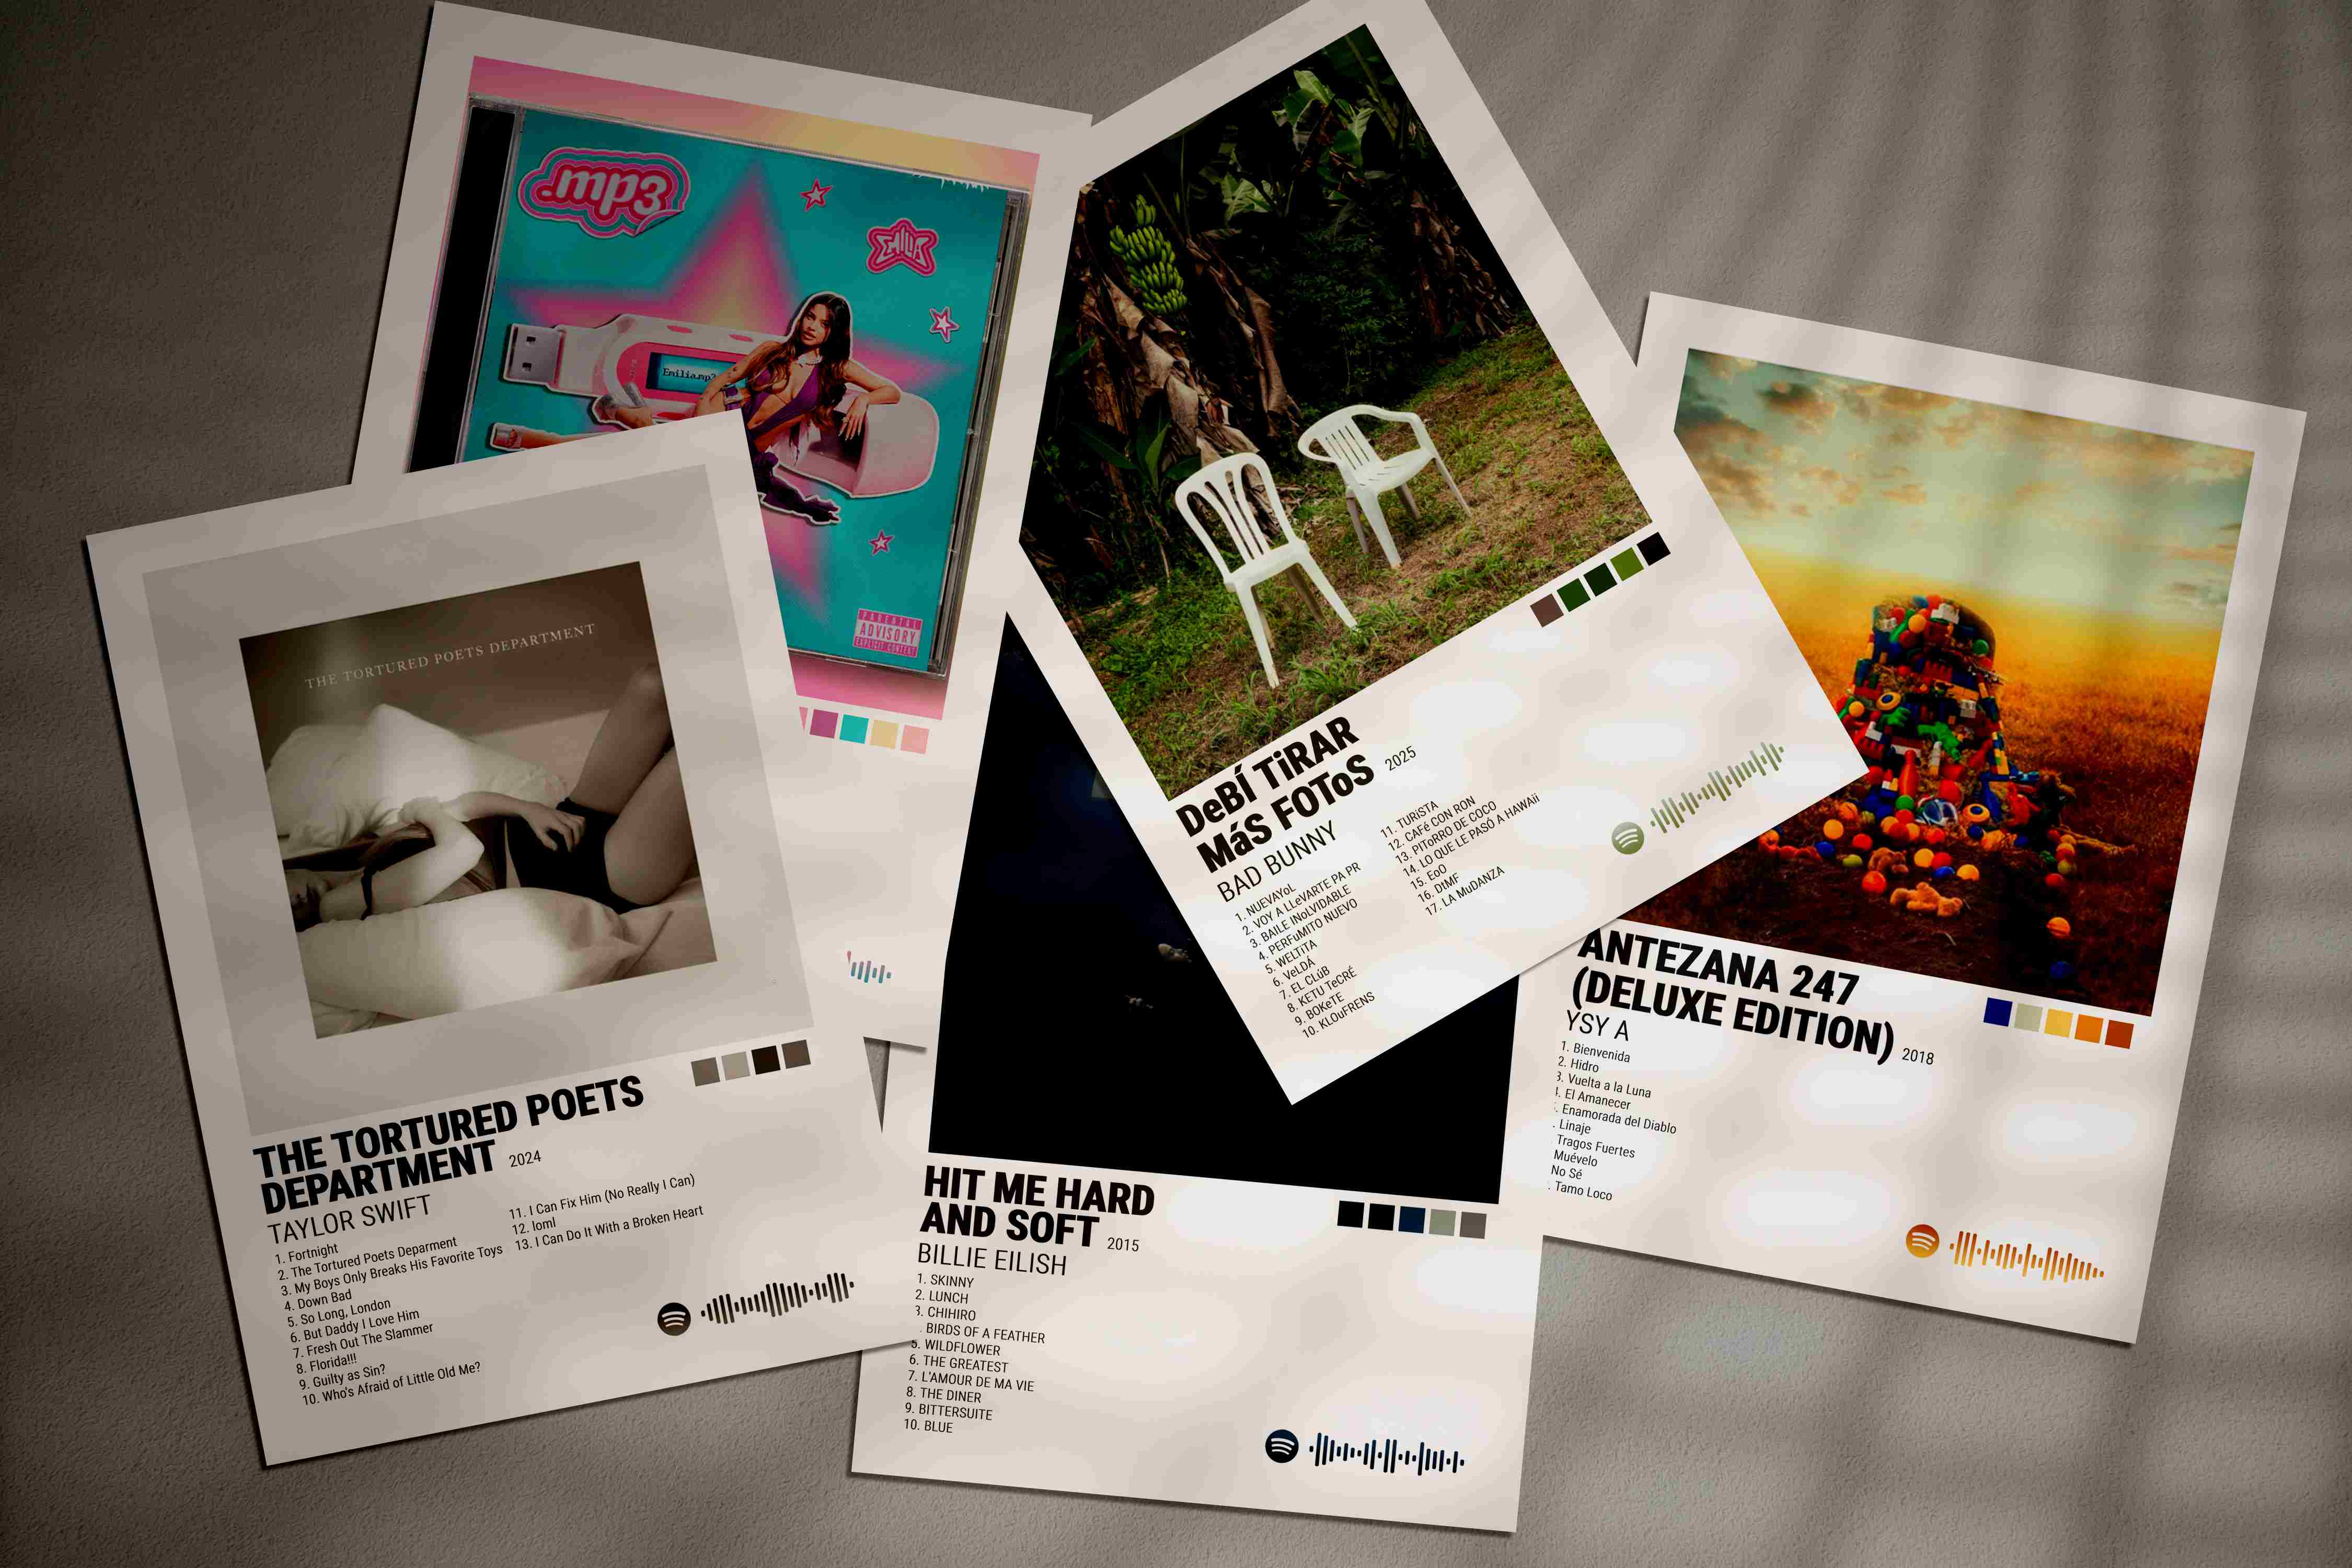 .mp3
EMILIA
Emilia.mp3
PARENTAL
ADVISORY
EXPLICIT CONTENT
THE TORTURED POETS DEPARTMENT
THE TORTURED POETS
DEPARTMENT 2024
TAYLOR SWIFT
1. Fortnight
2. The Tortured Poets Deparment
3. My Boys Only Breaks His Favorite Toys
4. Down Bad
5. So Long, London
6. But Daddy I Love Him
7. Fresh Out The Slammer
8. Florida!!!
9. Guilty as Sin?
10. Who's Afraid of Little Old Me?
11. I Can Fix Him (No Really I Can)
12. loml
13. I Can Do It With a Broken Heart
DeBÍ TiRAR
MáS FOToS 2025
BAD BUNNY
1. NUEVAYoL
2. VOY A LLeVARTE PA PR
3. BAILE INoLVIDABLE
4. PERFuMITO NUEVO
5. WELTiTA
6. VeLDÁ
7. EL CLúB
8. KETU TeCRÉ
9. BOKeTE
10. KLOuFRENS
11. TURiSTA
12. CAFé CON RON
13. PIToRRO DE COCO
14. LO QUE LE PASÓ A HAWAii
15. EoO
16. DtMF
17. LA MuDANZA
HIT ME HARD
AND SOFT 2015
BILLIE EILISH
1. SKINNY
2. LUNCH
3. CHIHIRO
. BIRDS OF A FEATHER
5. WILDFLOWER
6. THE GREATEST
7. L'AMOUR DE MA VIE
8. THE DINER
9. BITTERSUITE
10. BLUE
ANTEZANA 247
(DELUXE EDITION) 2018
YSY A
1. Bienvenida
2. Hidro
3. Vuelta a la Luna
4. El Amanecer
. Enamorada del Diablo
. Linaje
Tragos Fuertes
Muévelo
No Sé
. Tamo Loco